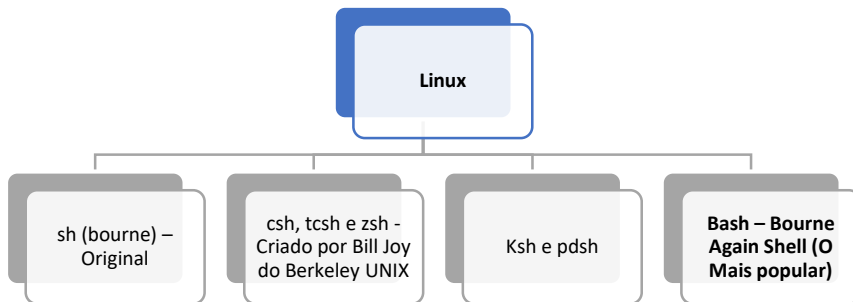 Linux
sh (bourne) –
Original
csh, tcsh e zsh -
Criado por Bill Joy
do Berkeley UNIX
Ksh e pdsh
Bash – Bourne
Again Shell (O
Mais popular)